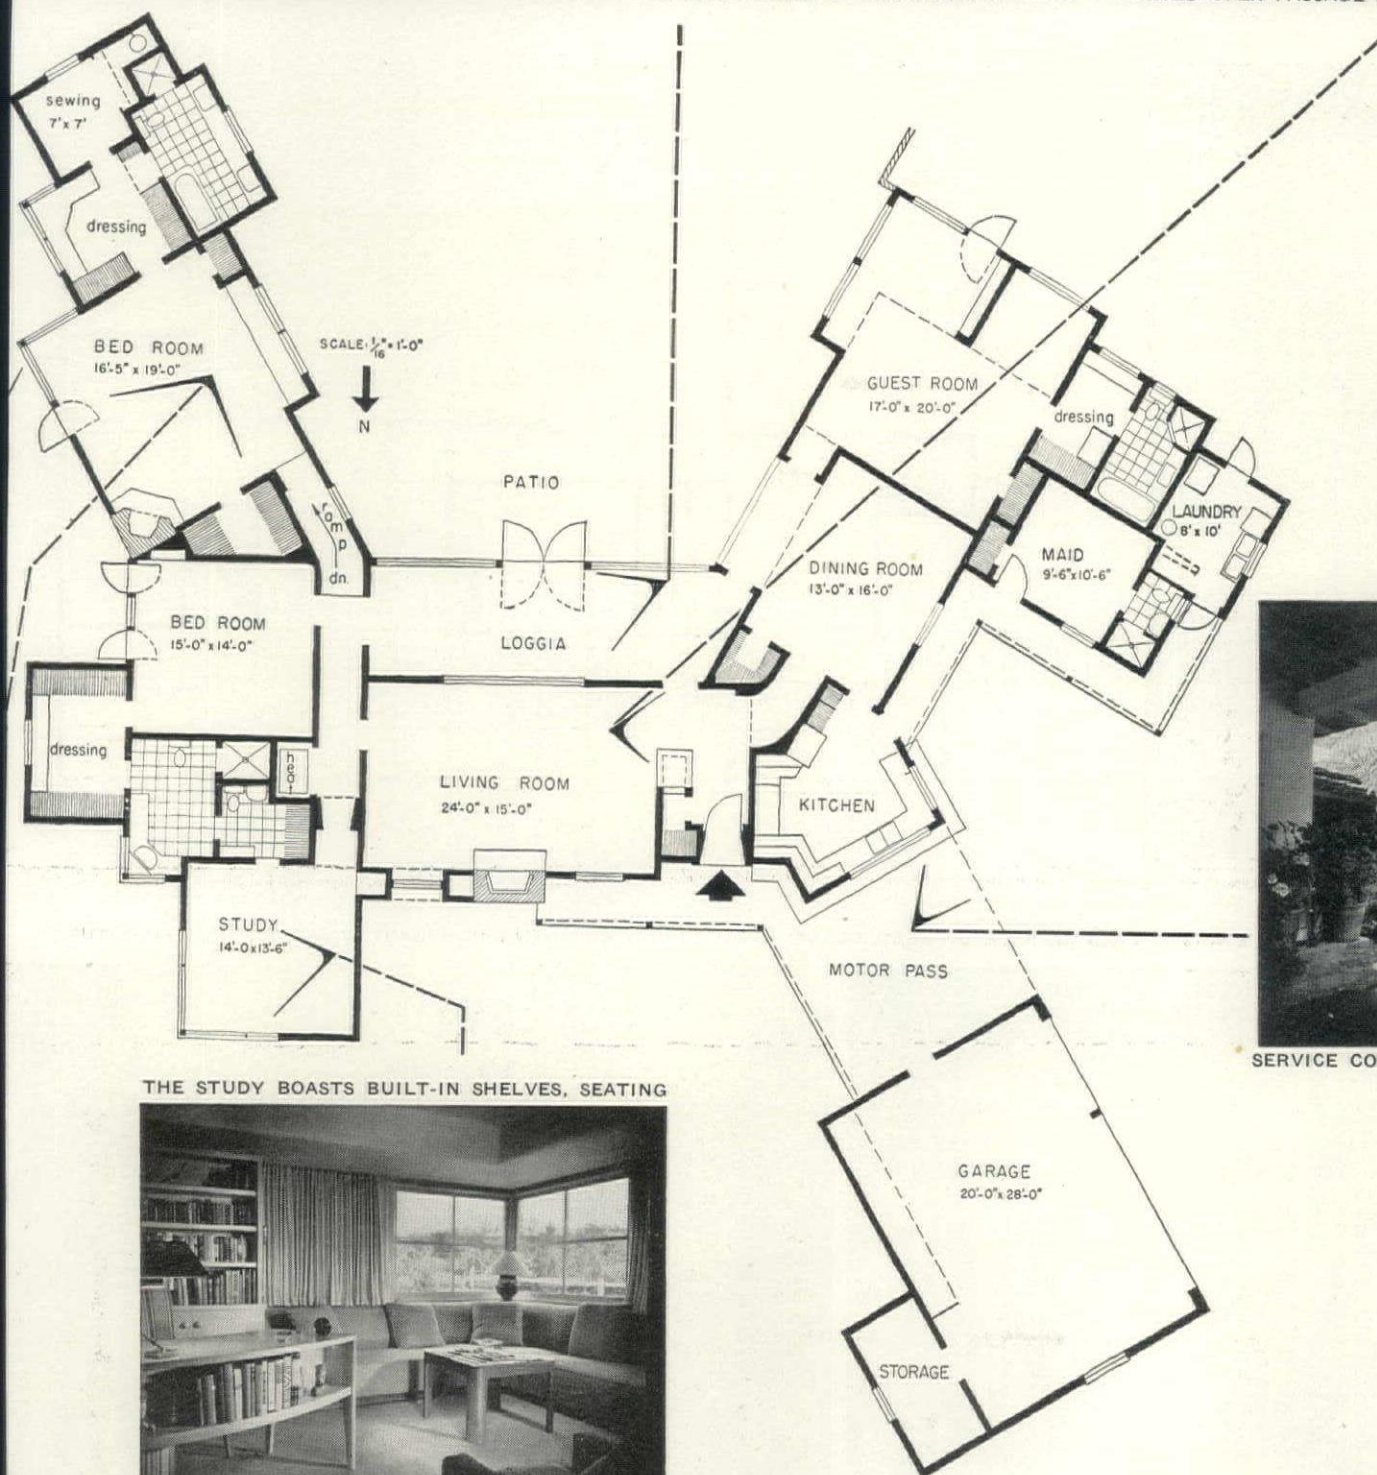 sewing
7' x 7'
dressing
BED ROOM
16'-5" x 19'-0"
SCALE: 1/16" = 1'-0"
N
PATIO
GUEST ROOM
17'-0" x 20'-0"
dressing
LAUNDRY
8' x 10'
MAID
9'-6" x 10'-6"
DINING ROOM
13'-0" x 16'-0"
ramp
dn.
BED ROOM
15'-0" x 14'-0"
LOGGIA
dressing
heat
LIVING ROOM
24'-0" x 15'-0"
KITCHEN
STUDY
14'-0 x 13'-6"
MOTOR PASS
SERVICE CO
THE STUDY BOASTS BUILT-IN SHELVES, SEATING
GARAGE
20'-0" x 28'-0"
STORAGE